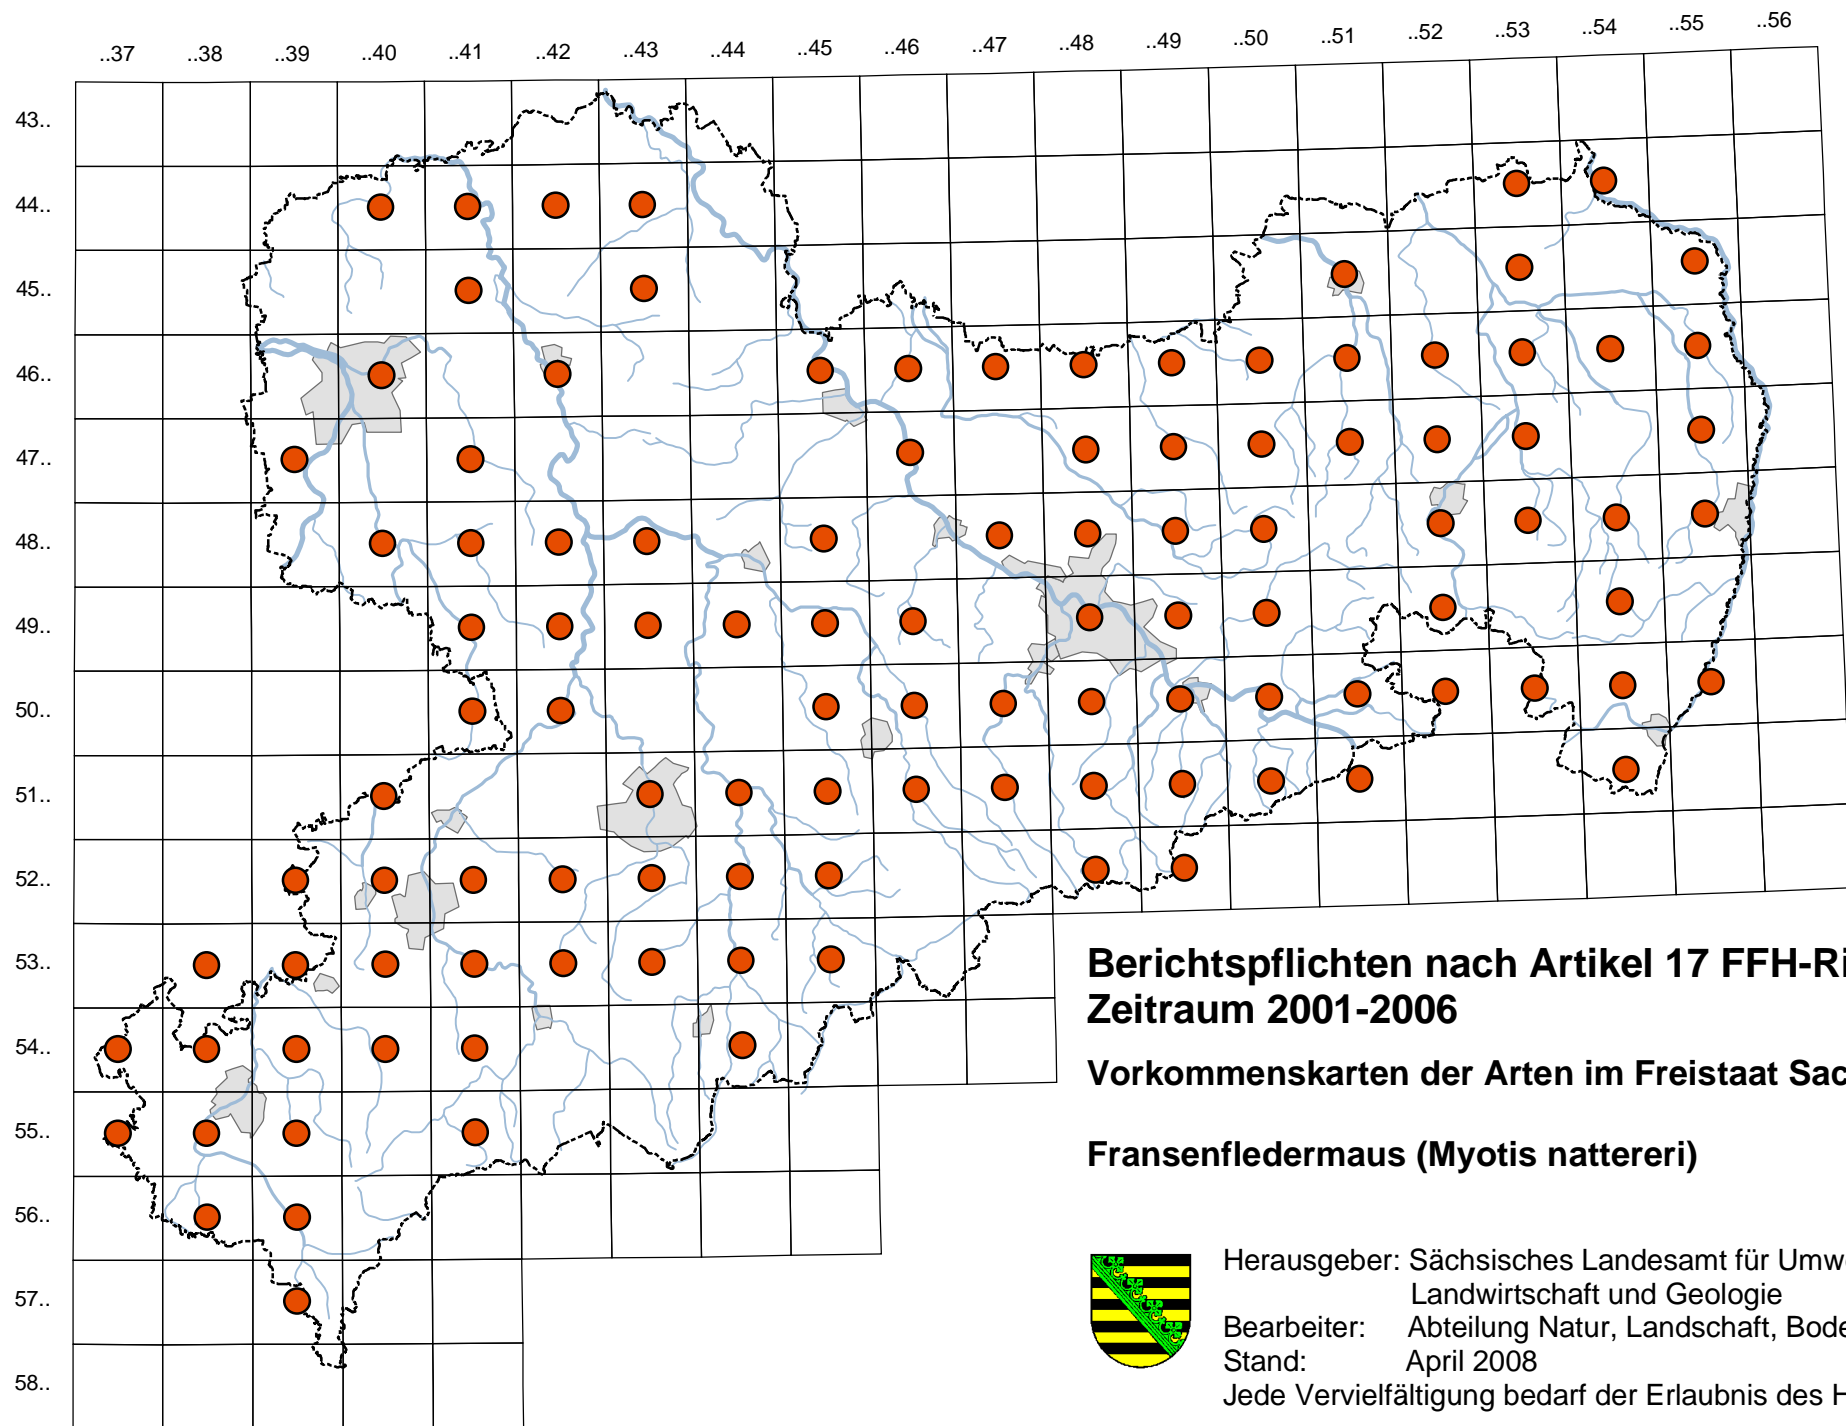 ..37 ..38 ..39 ..40 ..41 ..42 ..43 ..44 ..45 ..46 ..47 ..48 ..49 ..50 ..51 ..52 ..53 ..54 ..55 ..56
43..
44..
45..
46..
47..
48..
49..
50..
51..
52..
53..
54..
55..
56..
57..
58..
Berichtspflichten nach Artikel 17 FFH-Ri
Zeitraum 2001-2006
Vorkommenskarten der Arten im Freistaat Sac
Fransenfledermaus (Myotis nattereri)
Herausgeber: Sächsisches Landesamt für Umwe
Landwirtschaft und Geologie
Bearbeiter: Abteilung Natur, Landschaft, Bode
Stand: April 2008
Jede Vervielfältigung bedarf der Erlaubnis des H